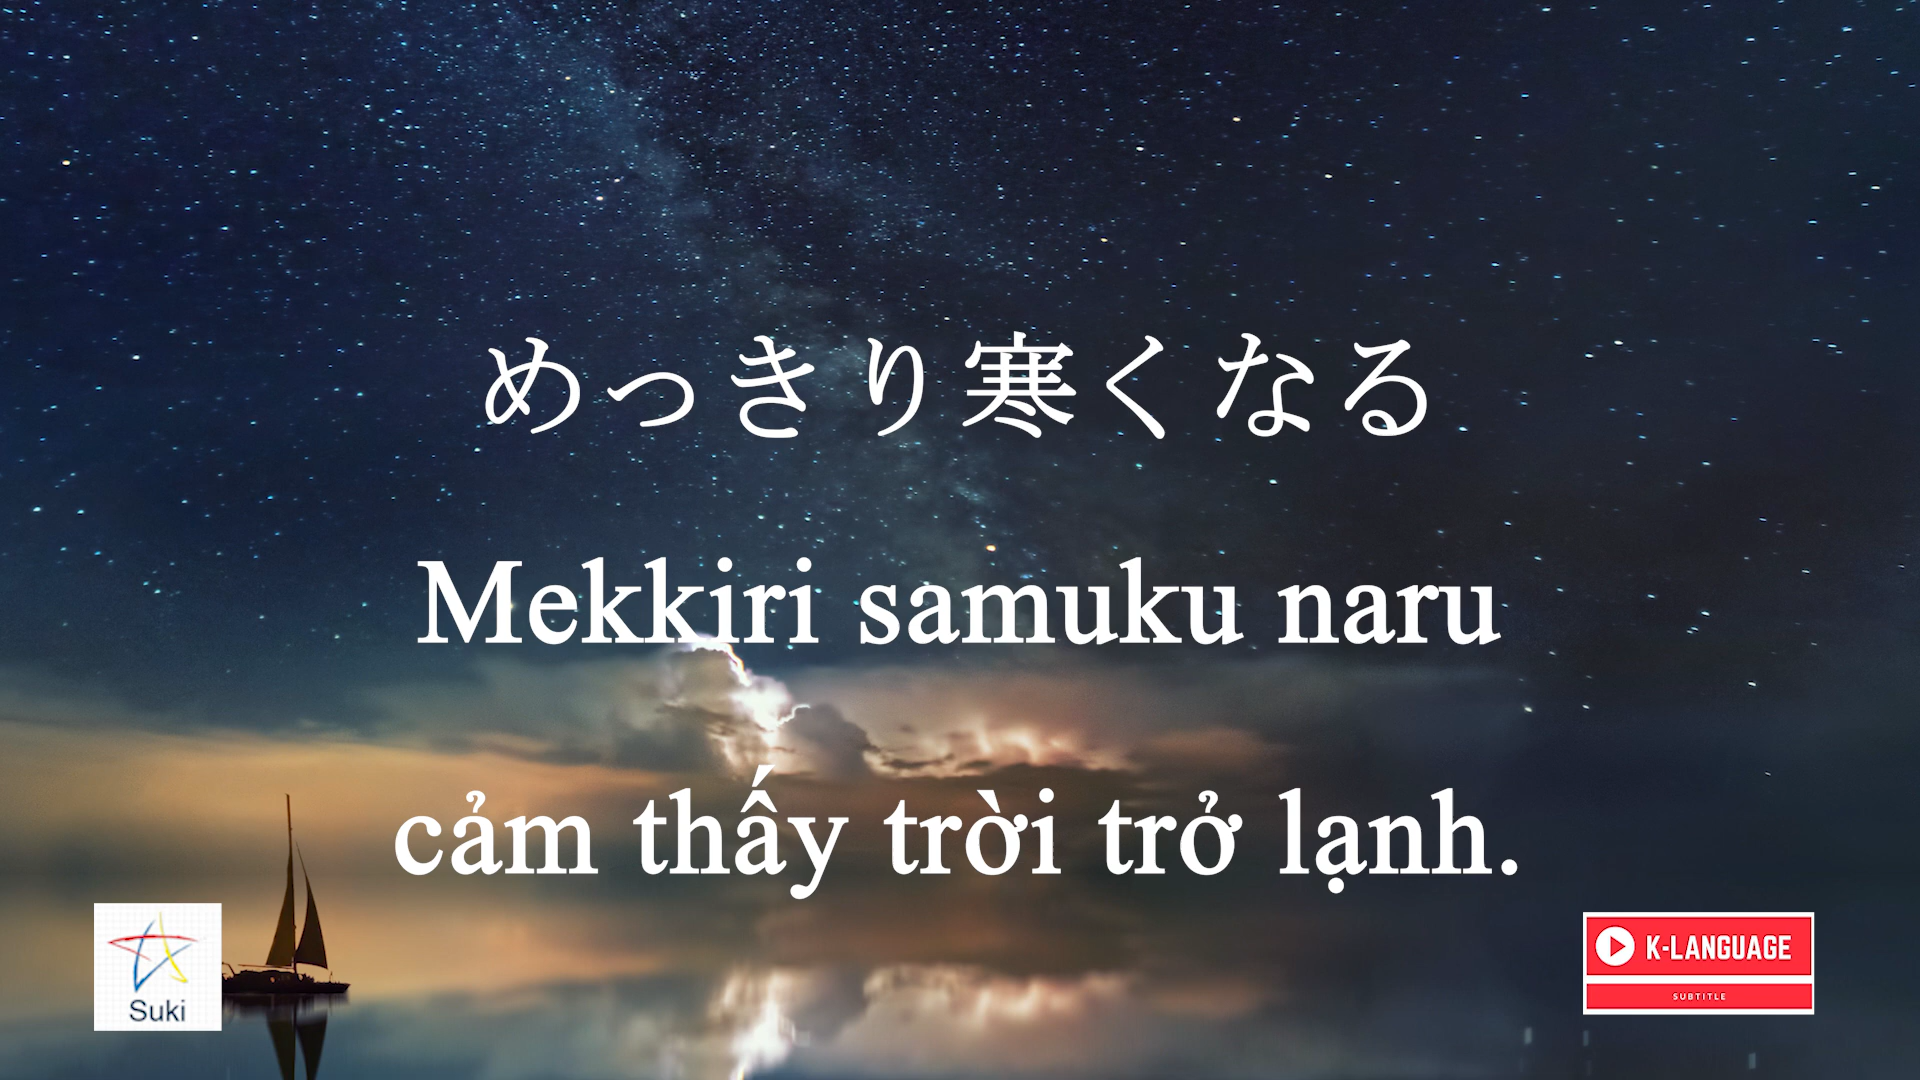 めっきり寒くなる
Mekkiri samuku naru
cảm thấy trời trở lạnh.
Suki
K-LANGUAGE
SUBTITLE